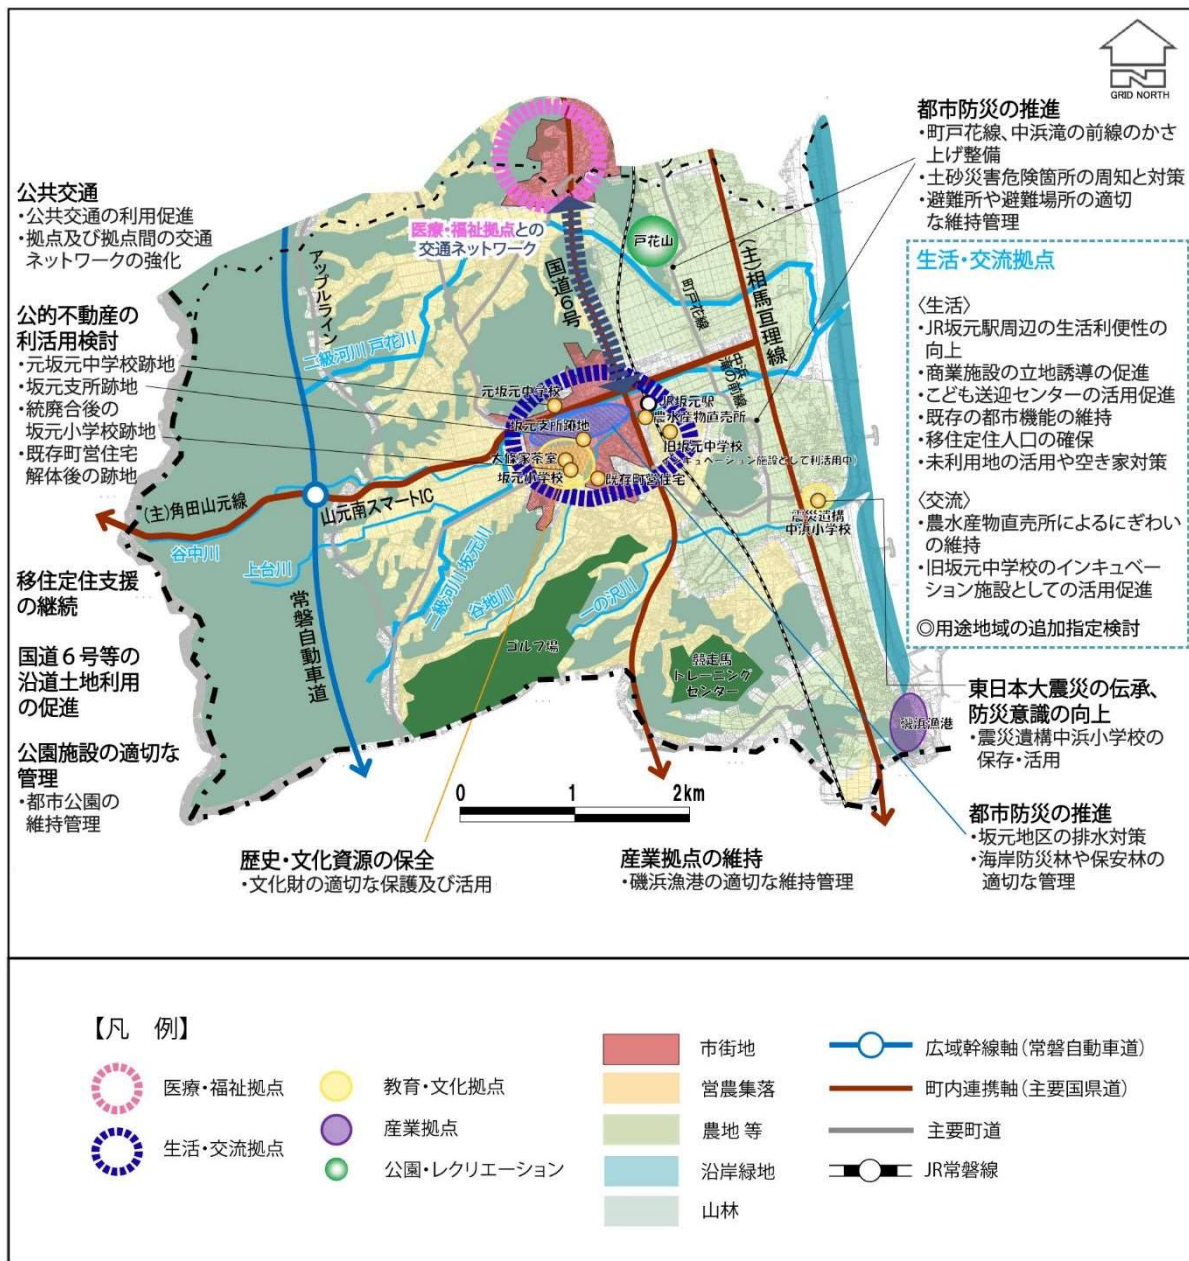 GRID NORTH
都市防災の推進
・町戸花線、中浜滝の前線のかさ
上げ整備
・土砂災害危険箇所の周知と対策
・避難所や避難場所の適切
な維持管理
公共交通
・公共交通の利用促進
・拠点及び拠点間の交通
ネットワークの強化
公的不動産の
利活用検討
・元坂元中学校跡地
・坂元支所跡地
・統廃合後の
坂元小学校跡地
・既存町営住宅
解体後の跡地
移住定住支援
の継続
国道6号等の
沿道土地利用
の促進
公園施設の適切な
管理
・都市公園の
維持管理
医療・福祉拠点との
交通ネットワーク
アップルライン
国道6号
戸花山
町戸花線
(主)相馬亘理線
中浜
滝の前線
二級河川 戸花川
元坂元中学校
JR坂元駅
農水産物直売所
坂元支所跡地
旧坂元中学校
(インキュベーション施設として利活用中)
大條家茶室
坂元小学校
既存町営住宅
震災遺構
中浜小学校
(主)角田山元線
山元南スマートIC
谷中川
上台川
常磐自動車道
二級河川 坂元川
谷地川
一の沢川
ゴルフ場
競走馬
トレーニング
センター
磯浜漁港
0 1 2km
生活・交流拠点
〈生活〉
・JR坂元駅周辺の生活利便性の
向上
・商業施設の立地誘導の促進
・こども送迎センターの活用促進
・既存の都市機能の維持
・移住定住人口の確保
・未利用地の活用や空き家対策
〈交流〉
・農水産物直売所によるにぎわい
の維持
・旧坂元中学校のインキュベー
ション施設としての活用促進
◎用途地域の追加指定検討
東日本大震災の伝承、
防災意識の向上
・震災遺構中浜小学校の
保存・活用
都市防災の推進
・坂元地区の排水対策
・海岸防災林や保安林の
適切な管理
歴史・文化資源の保全
・文化財の適切な保護及び活用
産業拠点の維持
・磯浜漁港の適切な維持管理
【凡 例】
医療・福祉拠点
生活・交流拠点
教育・文化拠点
産業拠点
公園・レクリエーション
市街地
営農集落
農地 等
沿岸緑地
山林
広域幹線軸(常磐自動車道)
町内連携軸(主要国県道)
主要町道
JR常磐線